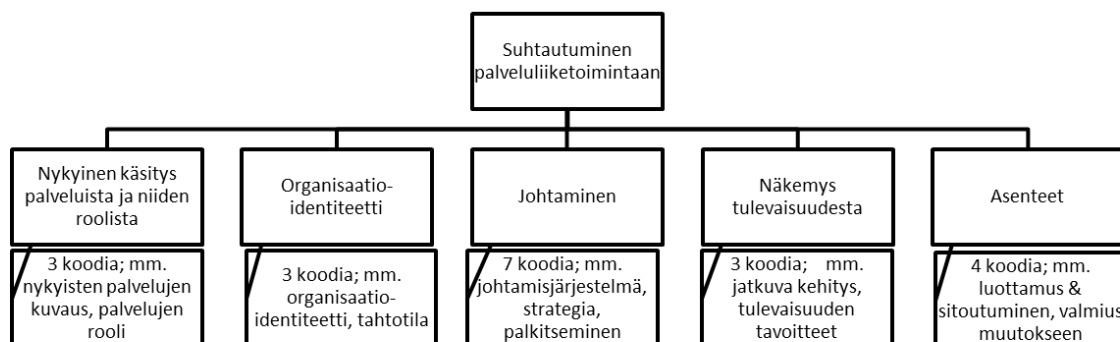 Suhtautuminen
palveluliiketoimintaan
Nykyinen käsitys
palveluista ja niiden
roolista
Organisaatio-
identiteetti
Johtaminen
Näkemys
tulevaisuudesta
Asenteet
3 koodia; mm.
nykyisten palvelujen
kuvaus, palvelujen
rooli
3 koodia; mm.
organisaatio-
identiteetti, tahtotila
7 koodia; mm.
johtamisjärjestelmä,
strategia,
palkitseminen
3 koodia; mm.
jatkuva kehitys,
tulevaisuuden
tavoitteet
4 koodia; mm.
luottamus &
sitoutuminen, valmius
muutokseen